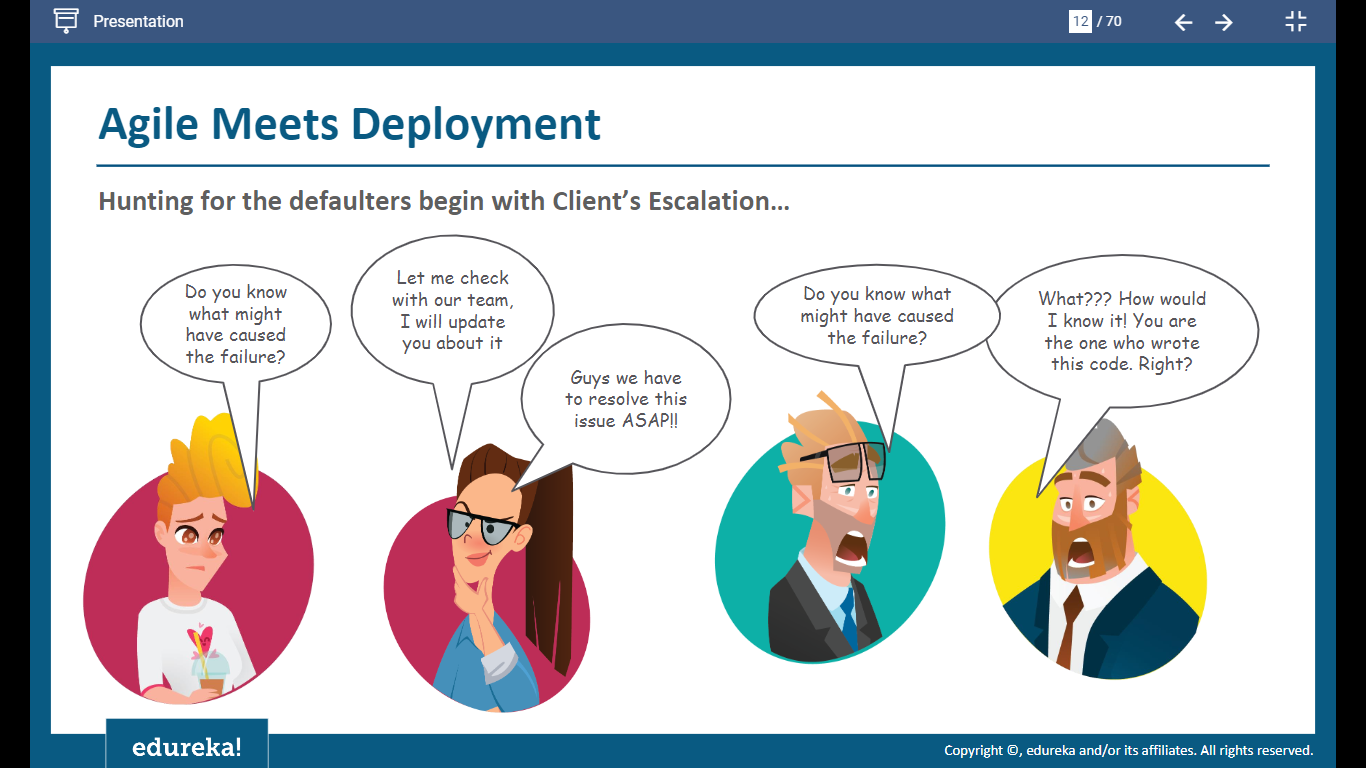 Presentation
12 / 70
Agile Meets Deployment
Hunting for the defaulters begin with Client’s Escalation…
Do you know
what might
have caused
the failure?
Let me check
with our team,
I will update
you about it
Guys we have
to resolve this
issue ASAP!!
Do you know what
might have caused
the failure?
What??? How would
I know it! You are
the one who wrote
this code. Right?
edureka!
Copyright ©, edureka and/or its affiliates. All rights reserved.